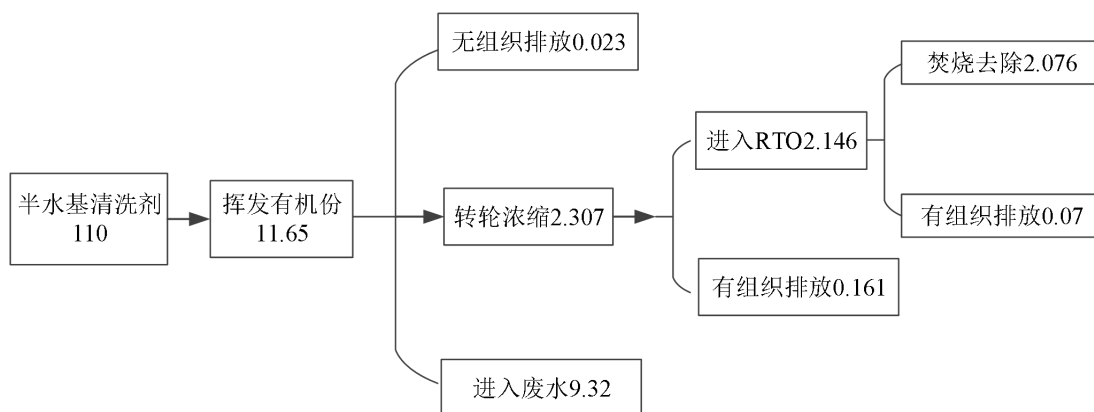 无组织排放0.023
焚烧去除2.076
进入RTO2.146
半水基清洗剂
110
挥发有机份
11.65
转轮浓缩2.307
有组织排放0.07
有组织排放0.161
进入废水9.32